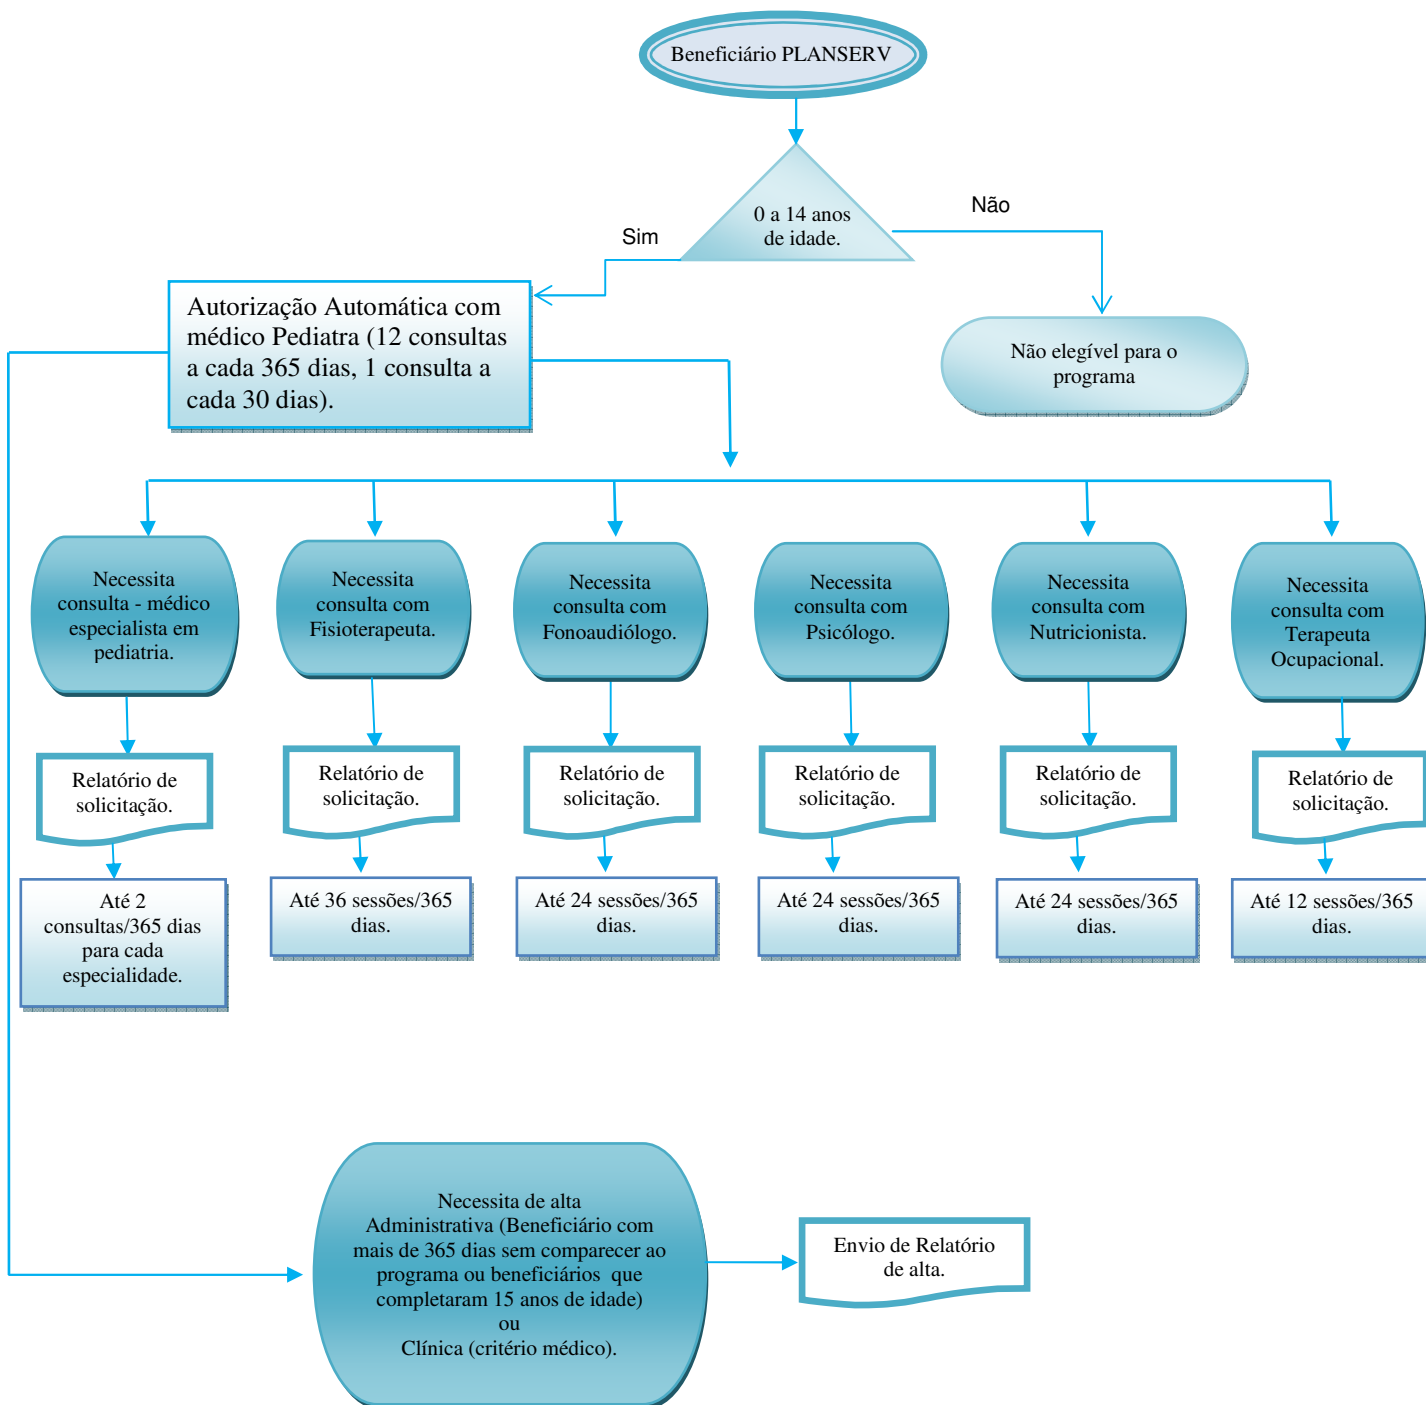 Beneficiário PLANSERV
0 a 14 anos
de idade.
Não
Sim
Autorização Automática com
médico Pediatra (12 consultas
a cada 365 dias, 1 consulta a
cada 30 dias).
Não elegível para o
programa
Necessita
consulta - médico
especialista em
pediatria.
Necessita
consulta com
Fisioterapeuta.
Necessita
consulta com
Fonoaudiólogo.
Necessita
consulta com
Psicólogo.
Necessita
consulta com
Nutricionista.
Necessita
consulta com
Terapeuta
Ocupacional.
Relatório de
solicitação.
Relatório de
solicitação.
Relatório de
solicitação.
Relatório de
solicitação.
Relatório de
solicitação.
Relatório de
solicitação.
Até 2
consultas/365 dias
para cada
especialidade.
Até 36 sessões/365
dias.
Até 24 sessões/365
dias.
Até 24 sessões/365
dias.
Até 24 sessões/365
dias.
Até 12 sessões/365
dias.
Necessita de alta
Administrativa (Beneficiário com
mais de 365 dias sem comparecer ao
programa ou beneficiários que
completaram 15 anos de idade)
ou
Clínica (critério médico).
Envio de Relatório
de alta.